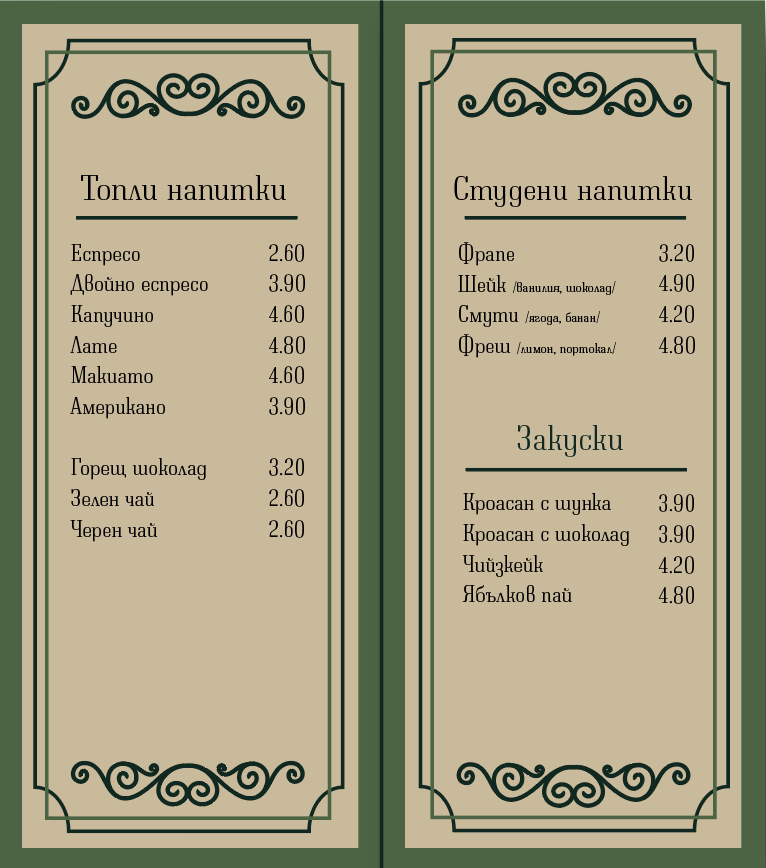 Топли напитки
Еспресо 2.60
Двойно еспресо 3.90
Капучино 4.60
Лате 4.80
Макиато 4.60
Американо 3.90
Горещ шоколад 3.20
Зелен чай 2.60
Черен чай 2.60
Студени напитки
Фрапе 3.20
Шейк /ванилия, шоколад/ 4.90
Смути /ягода, банан/ 4.20
Фреш /лимон, портокал/ 4.80
Закуски
Кроасан с шунка 3.90
Кроасан с шоколад 3.90
Чийзкейк 4.20
Ябълков пай 4.80